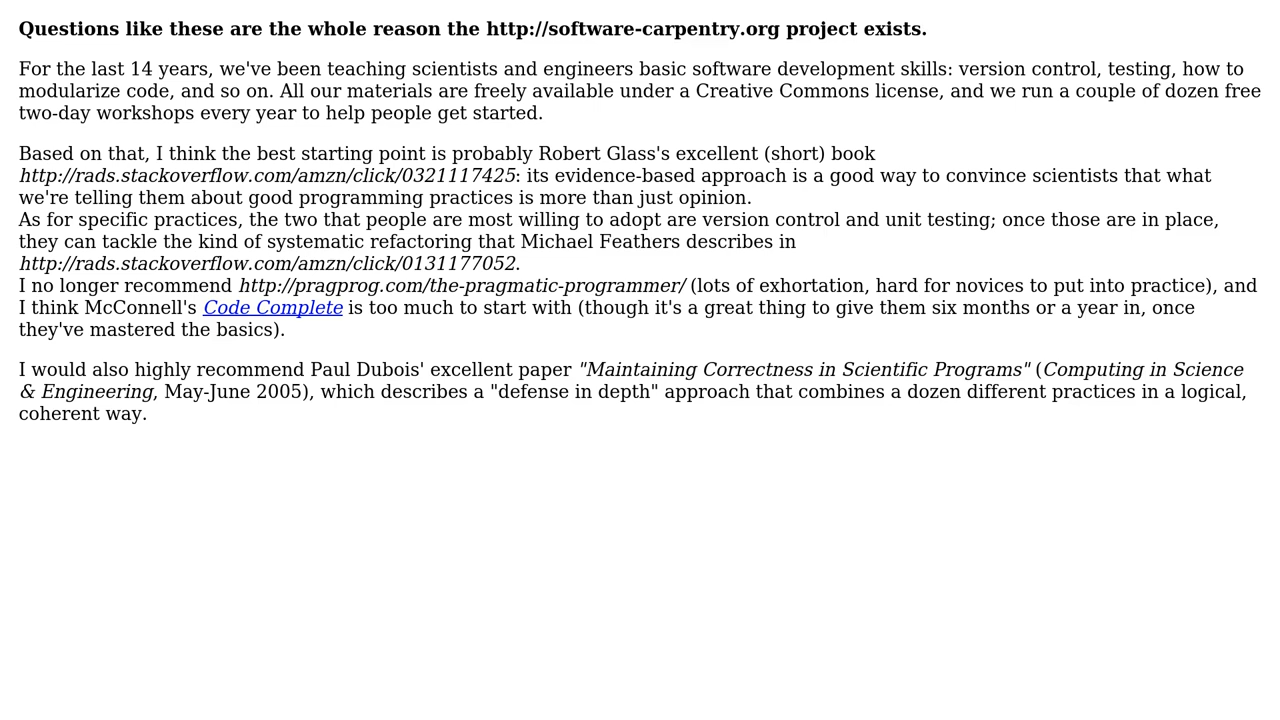 Questions like these are the whole reason the http://software-carpentry.org project exists.
For the last 14 years, we've been teaching scientists and engineers basic software development skills: version control, testing, how to
modularize code, and so on. All our materials are freely available under a Creative Commons license, and we run a couple of dozen free
two-day workshops every year to help people get started.
Based on that, I think the best starting point is probably Robert Glass's excellent (short) book
http://rads.stackoverflow.com/amzn/click/0321117425: its evidence-based approach is a good way to convince scientists that what
we're telling them about good programming practices is more than just opinion.
As for specific practices, the two that people are most willing to adopt are version control and unit testing; once those are in place,
they can tackle the kind of systematic refactoring that Michael Feathers describes in
http://rads.stackoverflow.com/amzn/click/0131177052.
I no longer recommend http://pragprog.com/the-pragmatic-programmer/ (lots of exhortation, hard for novices to put into practice), and
I think McConnell's Code Complete is too much to start with (though it's a great thing to give them six months or a year in, once
they've mastered the basics).
I would also highly recommend Paul Dubois' excellent paper "Maintaining Correctness in Scientific Programs" (Computing in Science
& Engineering, May-June 2005), which describes a "defense in depth" approach that combines a dozen different practices in a logical,
coherent way.